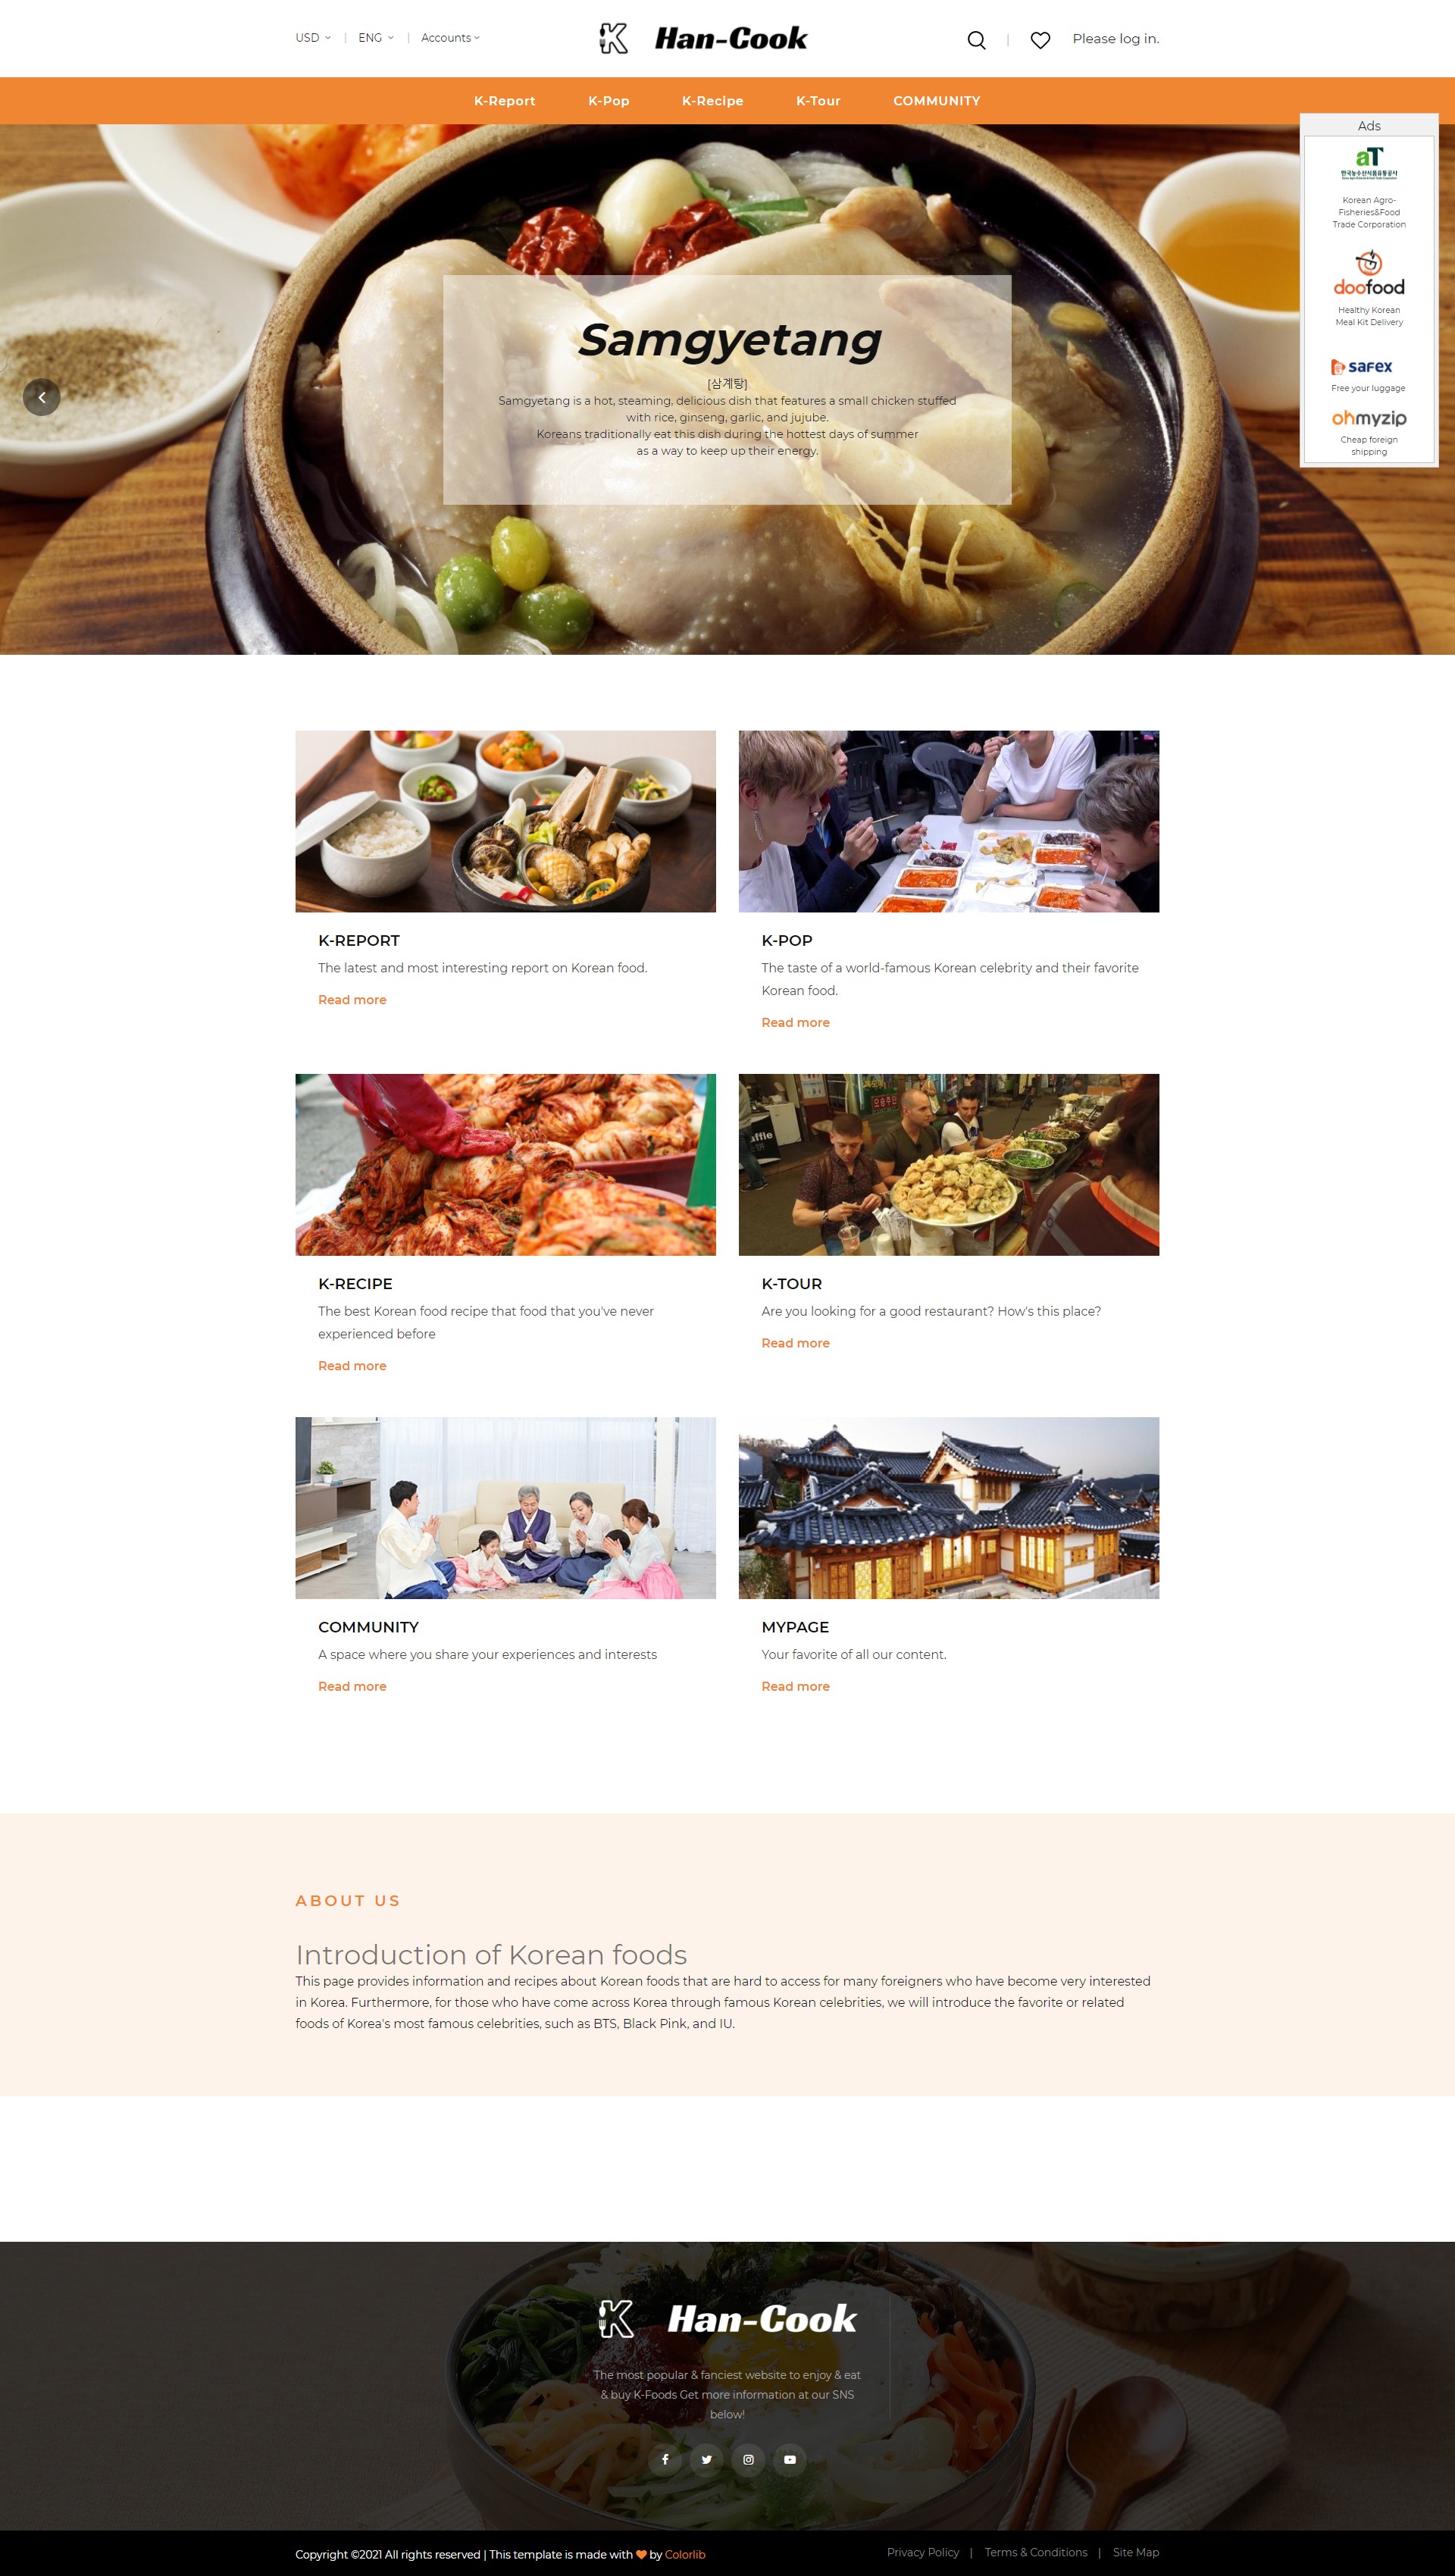 USD
ENG
Accounts
Han-Cook
Please log in.
K-Report
K-Pop
K-Recipe
K-Tour
COMMUNITY
Ads
aT
한국농수산식품유통공사
Korean Agro-
Fisheries&Food
Trade Corporation
doofood
Healthy Korean
Meal Kit Delivery
safex
Free your luggage
ohmyzip
Cheap foreign
shipping
Samgyetang
[삼계탕]
Samgyetang is a hot, steaming, delicious dish that features a small chicken stuffed
with rice, ginseng, garlic, and jujube.
Koreans traditionally eat this dish during the hottest days of summer
as a way to keep up their energy.
K-REPORT
The latest and most interesting report on Korean food.
Read more
K-POP
The taste of a world-famous Korean celebrity and their favorite
Korean food.
Read more
K-RECIPE
The best Korean food recipe that food that you've never
experienced before
Read more
K-TOUR
Are you looking for a good restaurant? How's this place?
Read more
COMMUNITY
A space where you share your experiences and interests
Read more
MYPAGE
Your favorite of all our content.
Read more
ABOUT US
Introduction of Korean foods
This page provides information and recipes about Korean foods that are hard to access for many foreigners who have become very interested
in Korea. Furthermore, for those who have come across Korea through famous Korean celebrities, we will introduce the favorite or related
foods of Korea's most famous celebrities, such as BTS, Black Pink, and IU.
Han-Cook
The most popular & fanciest website to enjoy & eat
& buy K-Foods Get more information at our SNS
below!
Copyright ©2021 All rights reserved | This template is made with ♥ by Colorlib
Privacy Policy | Terms & Conditions | Site Map